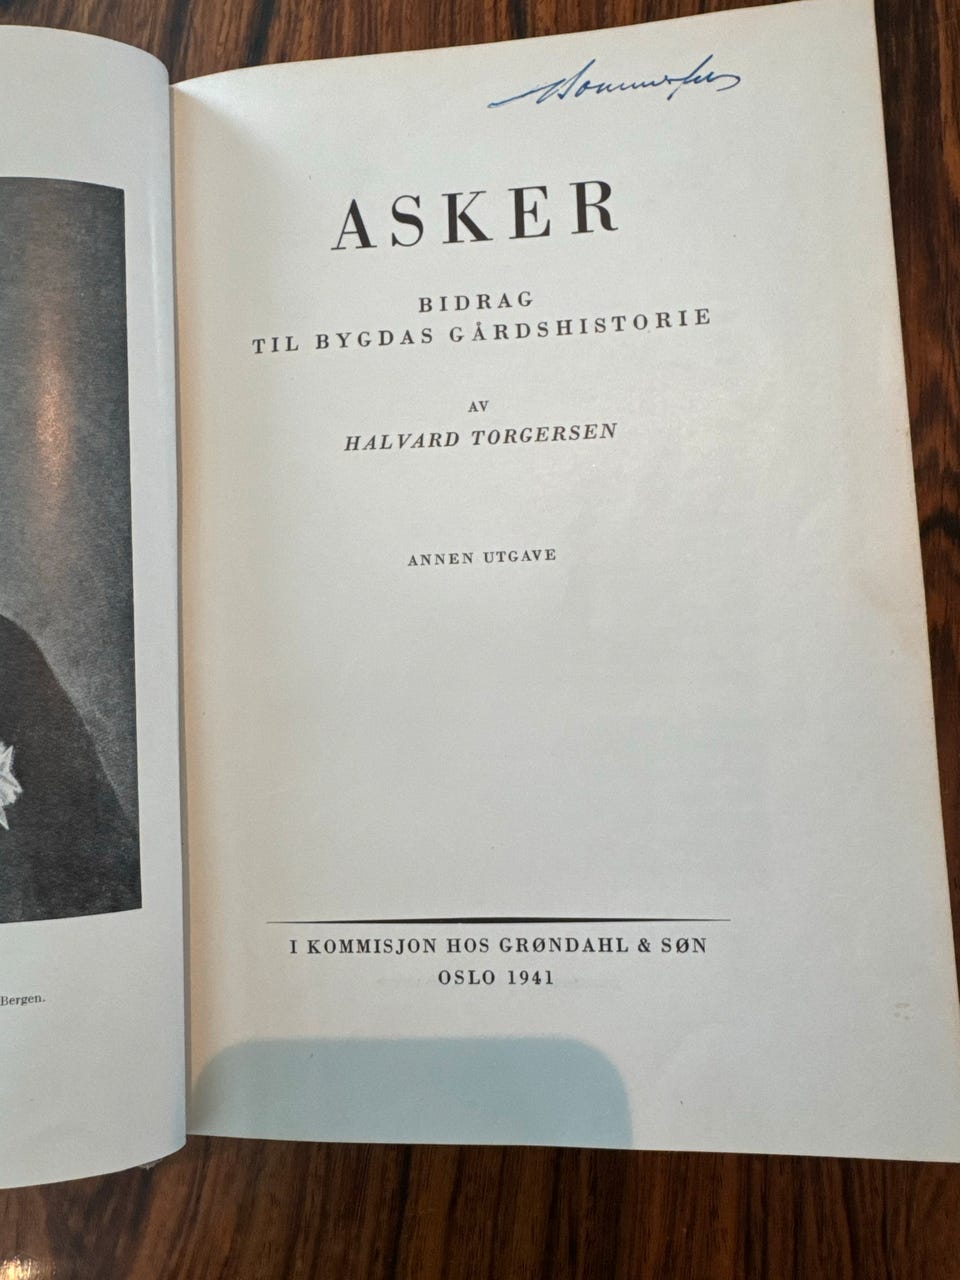 ASKER
BIDRAG
TIL BYGDAS GÅRDSHISTORIE
AV
HALVARD TORGERSEN
ANNEN UTGAVE
I KOMMISJON HOS GRØNDAHL & SØN
OSLO 1941
Bergen.